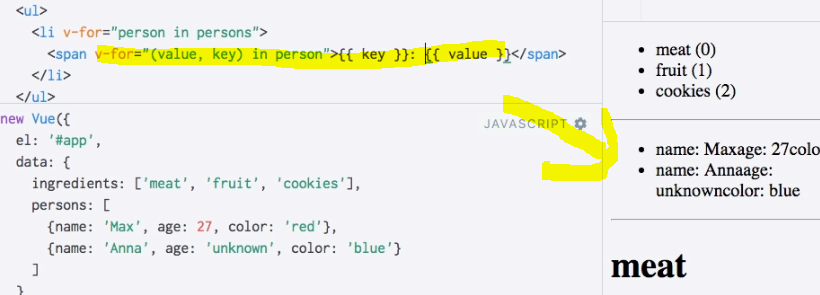 <ul>
<li v-for="person in persons">
<span v-for="(value, key) in person">{{ key }}: {{ value }}</span>
</li>
</ul>
new Vue({
JAVASCRIPT
el: '#app',
data: {
ingredients: ['meat', 'fruit', 'cookies'],
persons: [
{name: 'Max', age: 27, color: 'red'},
{name: 'Anna', age: 'unknown', color: 'blue'}
]
}
meat (0)
fruit (1)
cookies (2)
name: Maxage: 27colo
name: Annaage:
unknowncolor: blue
meat